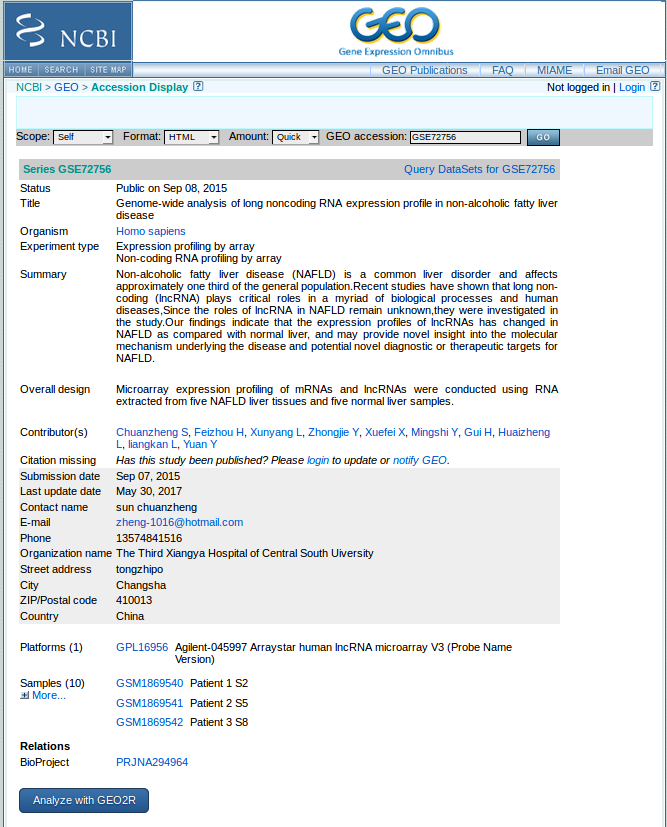 NCBI
GEO
Gene Expression Omnibus
HOME SEARCH SITE MAP
GEO Publications FAQ MIAME Email GEO
NCBI > GEO > Accession Display ?
Not logged in | Login ?
Scope: Self Format: HTML Amount: Quick GEO accession: GSE72756 GO
Series GSE72756 Query DataSets for GSE72756
Status Public on Sep 08, 2015
Title Genome-wide analysis of long noncoding RNA expression profile in non-alcoholic fatty liver
disease
Organism Homo sapiens
Experiment type Expression profiling by array
Non-coding RNA profiling by array
Summary Non-alcoholic fatty liver disease (NAFLD) is a common liver disorder and affects
approximately one third of the general population.Recent studies have shown that long non-
coding (lncRNA) plays critical roles in a myriad of biological processes and human
diseases,Since the roles of lncRNA in NAFLD remain unknown,they were investigated in
the study.Our findings indicate that the expression profiles of lncRNAs has changed in
NAFLD as compared with normal liver, and may provide novel insight into the molecular
mechanism underlying the disease and potential novel diagnostic or therapeutic targets for
NAFLD.
Overall design Microarray expression profiling of mRNAs and lncRNAs were conducted using RNA
extracted from five NAFLD liver tissues and five normal liver samples.
Contributor(s) Chuanzheng S, Feizhou H, Xunyang L, Zhongjie Y, Xuefei X, Mingshi Y, Gui H, Huaizheng
L, liangkan L, Yuan Y
Citation missing Has this study been published? Please login to update or notify GEO.
Submission date Sep 07, 2015
Last update date May 30, 2017
Contact name sun chuanzheng
E-mail zheng-1016@hotmail.com
Phone 13574841516
Organization name The Third Xiangya Hospital of Central South Uiversity
Street address tongzhipo
City Changsha
ZIP/Postal code 410013
Country China
Platforms (1) GPL16956 Agilent-045997 Arraystar human lncRNA microarray V3 (Probe Name
Version)
Samples (10) GSM1869540 Patient 1 S2
More...
GSM1869541 Patient 2 S5
GSM1869542 Patient 3 S8
Relations
BioProject PRJNA294964
Analyze with GEO2R